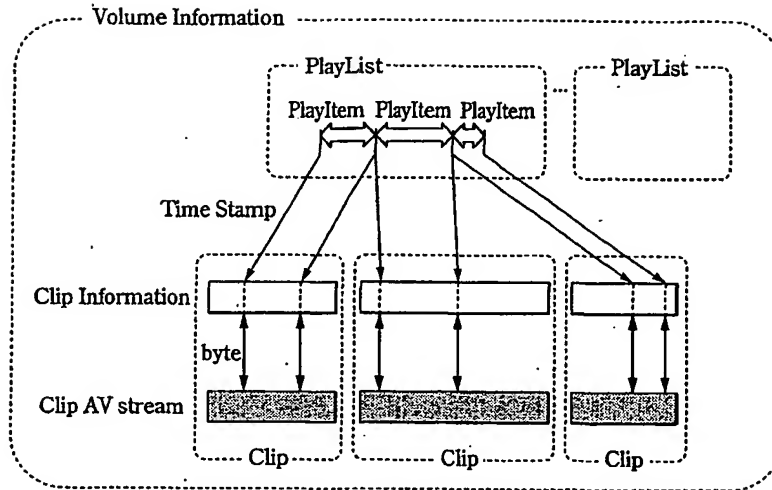 Volume Information
PlayList
PlayList
...
PlayItem PlayItem PlayItem
Time Stamp
Clip Information
byte
Clip AV stream
Clip
Clip
Clip